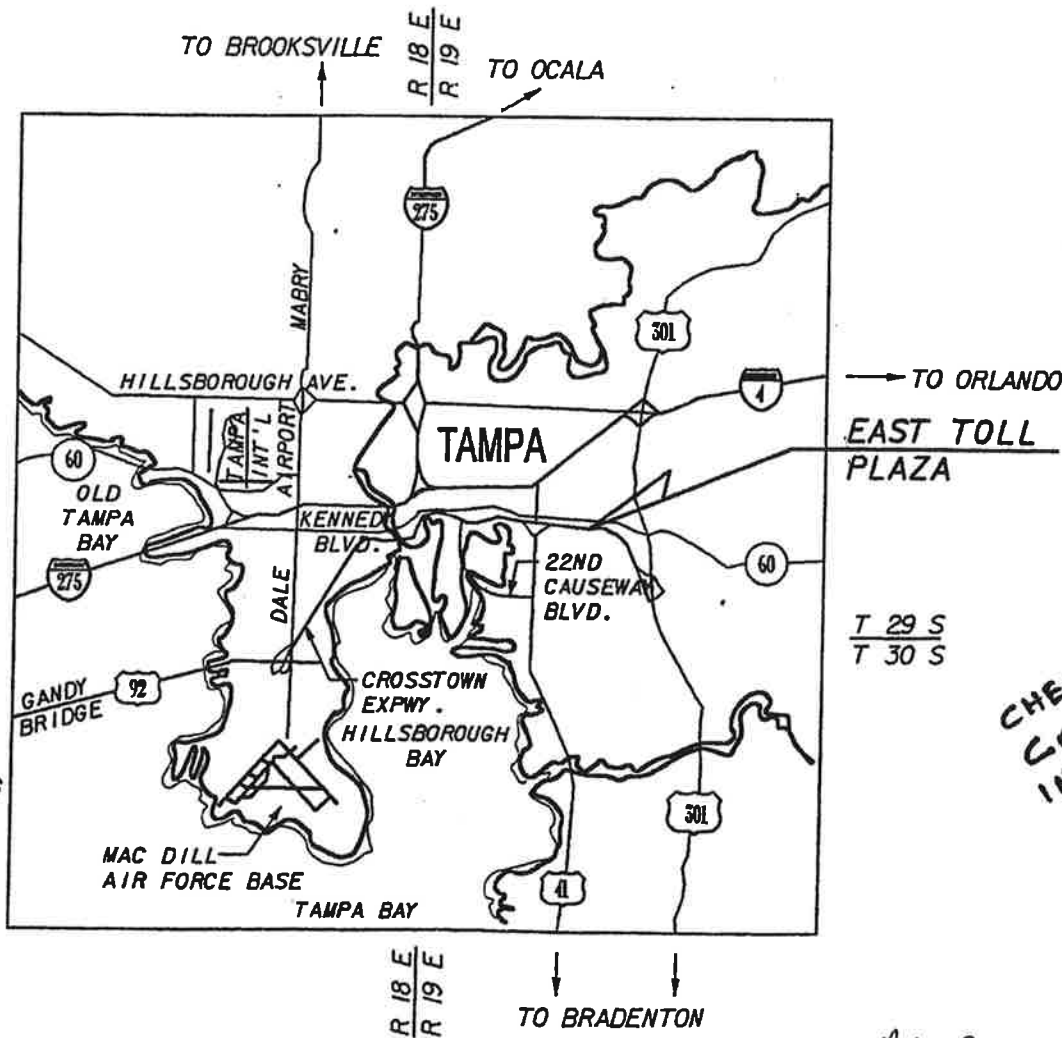 R 18 E
R 19 E
TO BROOKSVILLE
TO OCALA
275
MABRY
301
HILLSBOROUGH AVE.
4
TO ORLANDO
TAMPA
INT'L
AIRPORT
TAMPA
EAST TOLL
PLAZA
60
OLD
TAMPA
BAY
KENNED
BLVD.
275
DALE
22ND
CAUSEWAY
BLVD.
60
T 29 S
T 30 S
GANDY
BRIDGE
92
CROSSTOWN
EXPWY.
HILLSBOROUGH
BAY
301
MAC DILL
AIR FORCE BASE
41
TAMPA BAY
R 18 E
R 19 E
TO BRADENTON